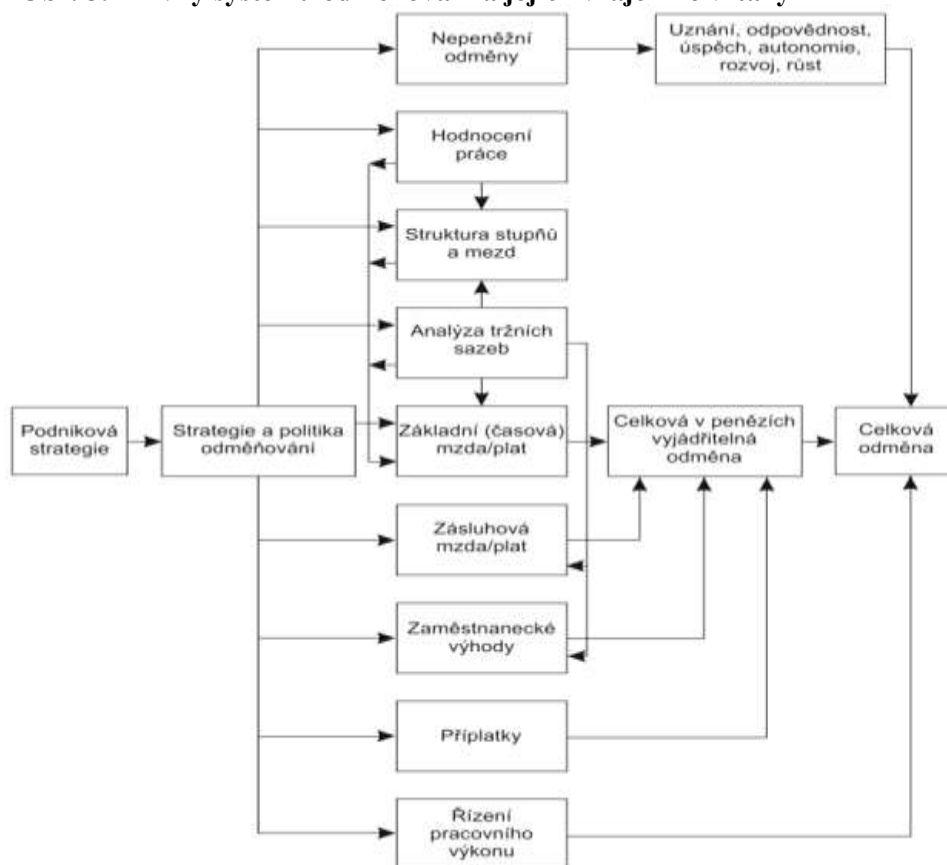 Nepeněžní
odměny
Uznání, odpovědnost,
úspěch, autonomie,
rozvoj, růst
Hodnocení
práce
Struktura stupňů
a mezd
Analýza tržních
sazeb
Podniková
strategie
Strategie a politika
odměňování
Základní (časová)
mzda/plat
Celková v penězích
vyjádřitelná
odměna
Celková
odměna
Zásluhová
mzda/plat
Zaměstnanecké
výhody
Příplatky
Řízení
pracovního
výkonu